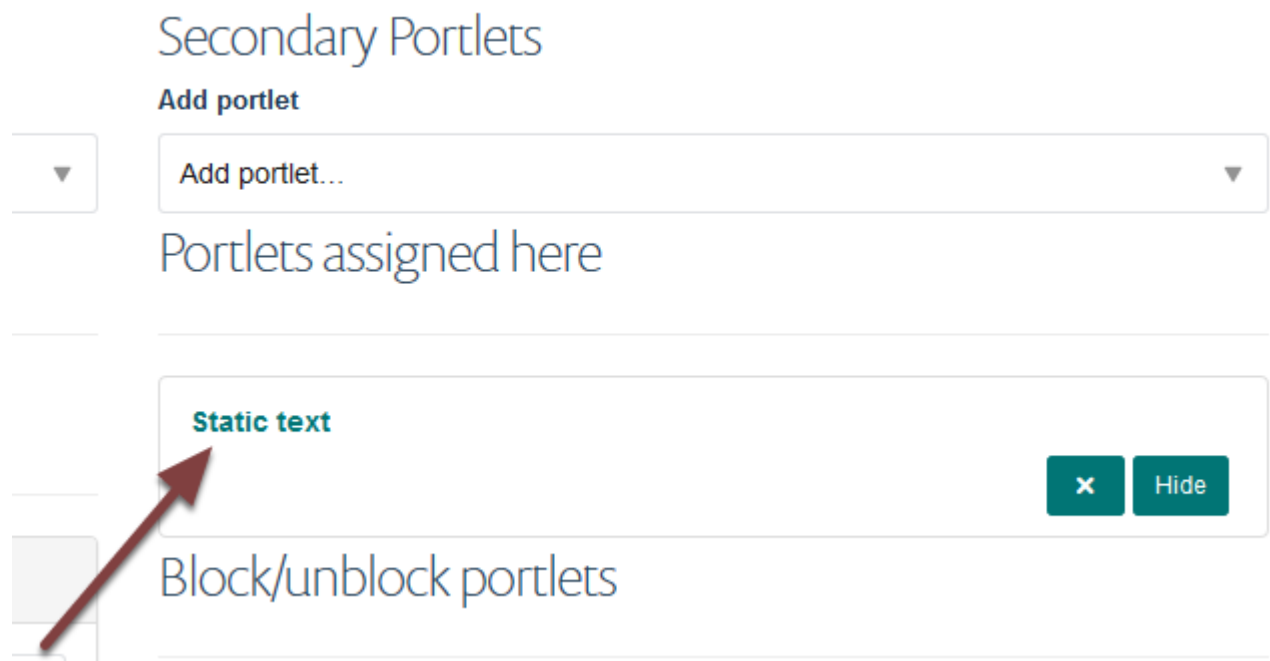 Secondary Portlets
Add portlet
Add portlet...
Portlets assigned here
Static text
× Hide
Block/unblock portlets